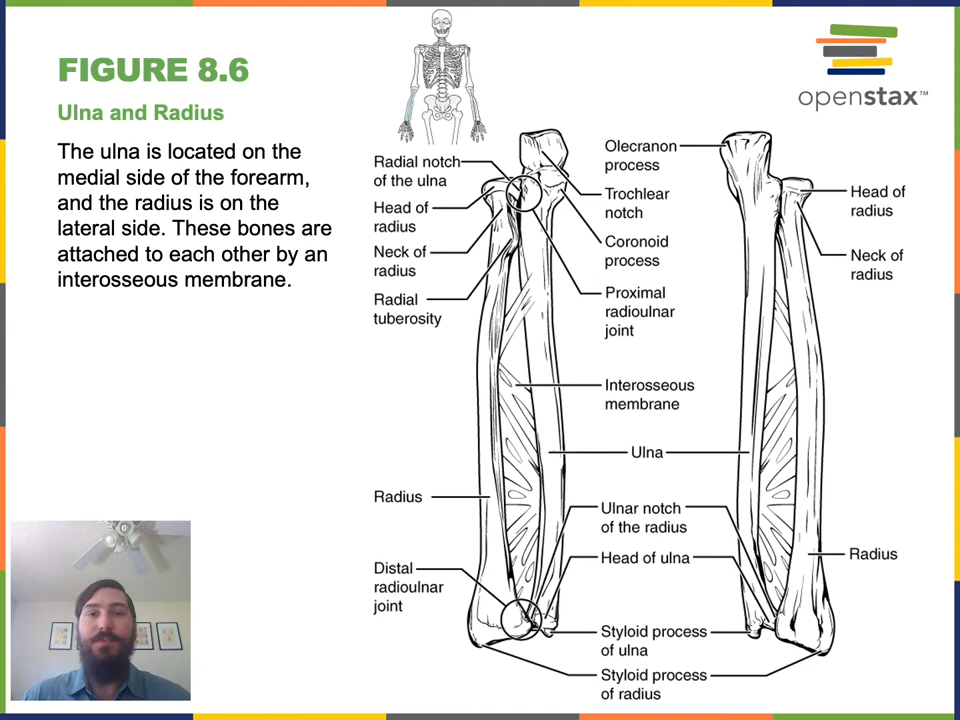 FIGURE 8.6
Ulna and Radius
The ulna is located on the
medial side of the forearm,
and the radius is on the
lateral side. These bones are
attached to each other by an
interosseous membrane.
openstax™
Radial notch
of the ulna
Head of
radius
Neck of
radius
Radial
tuberosity
Radius
Distal
radioulnar
joint
Olecranon
process
Trochlear
notch
Coronoid
process
Proximal
radioulnar
joint
Interosseous
membrane
Ulna
Ulnar notch
of the radius
Head of ulna
Styloid process
of ulna
Styloid process
of radius
Head of
radius
Neck of
radius
Radius